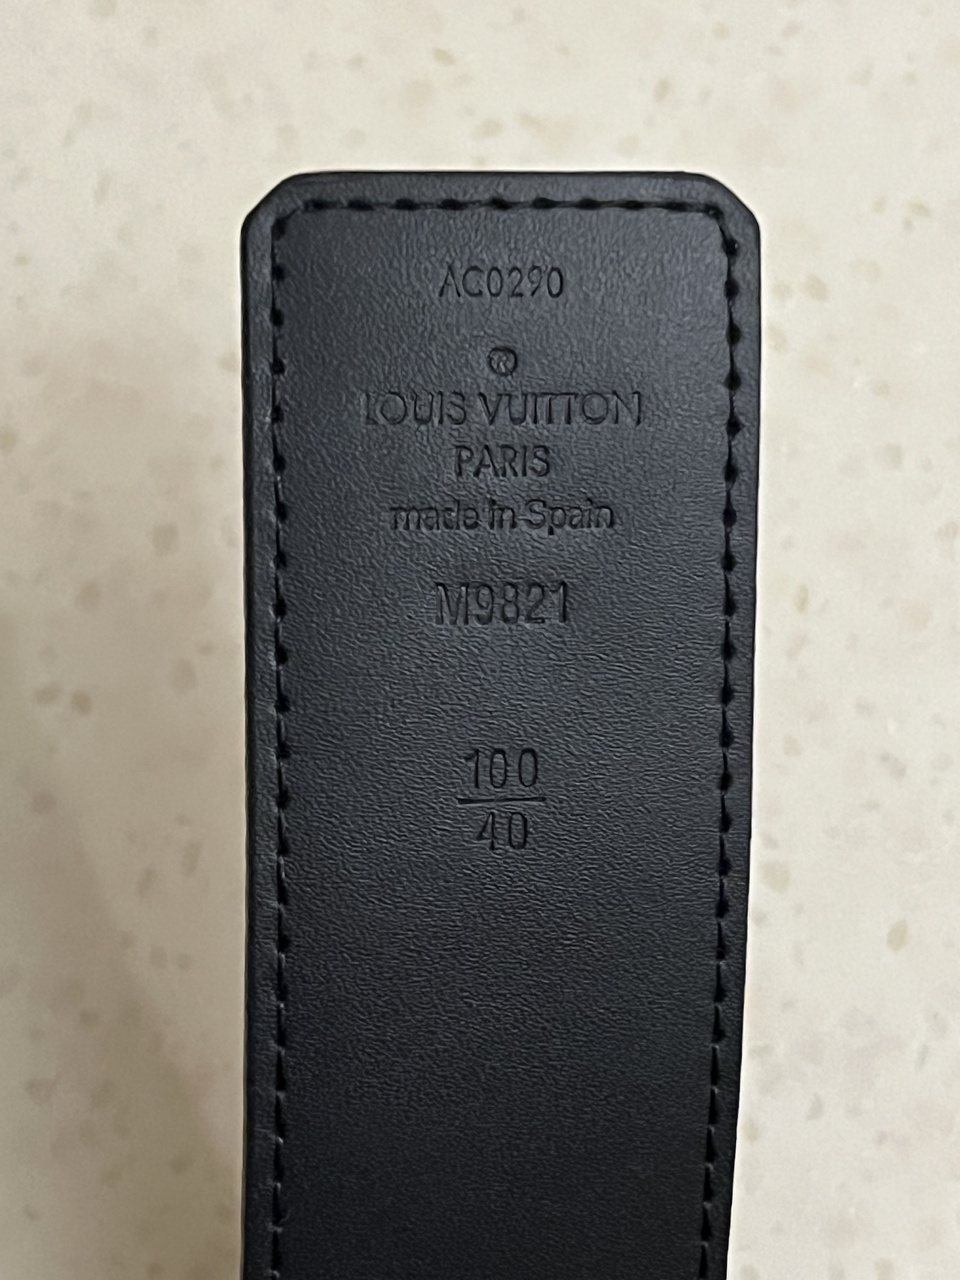 AC0290
®
LOUIS VUITTON
PARIS
made in Spain
M9821
100
40